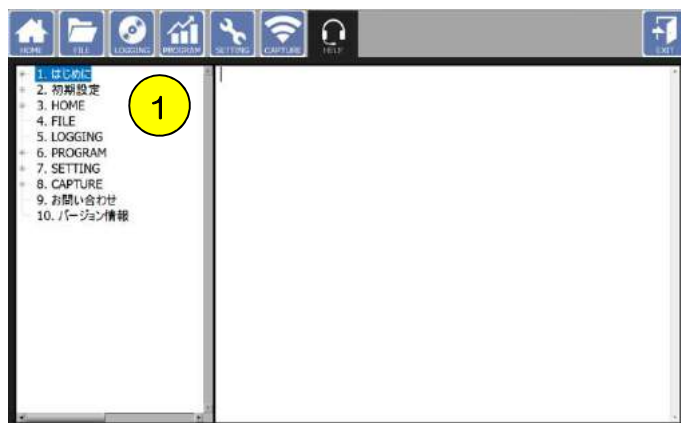 HOME FILE LOGGING PROGRAM SETTING CAPTURE HELP EXIT
1. はじめに
2. 初期設定
3. HOME
4. FILE
5. LOGGING
6. PROGRAM
7. SETTING
8. CAPTURE
9. お問い合わせ
10. バージョン情報
1